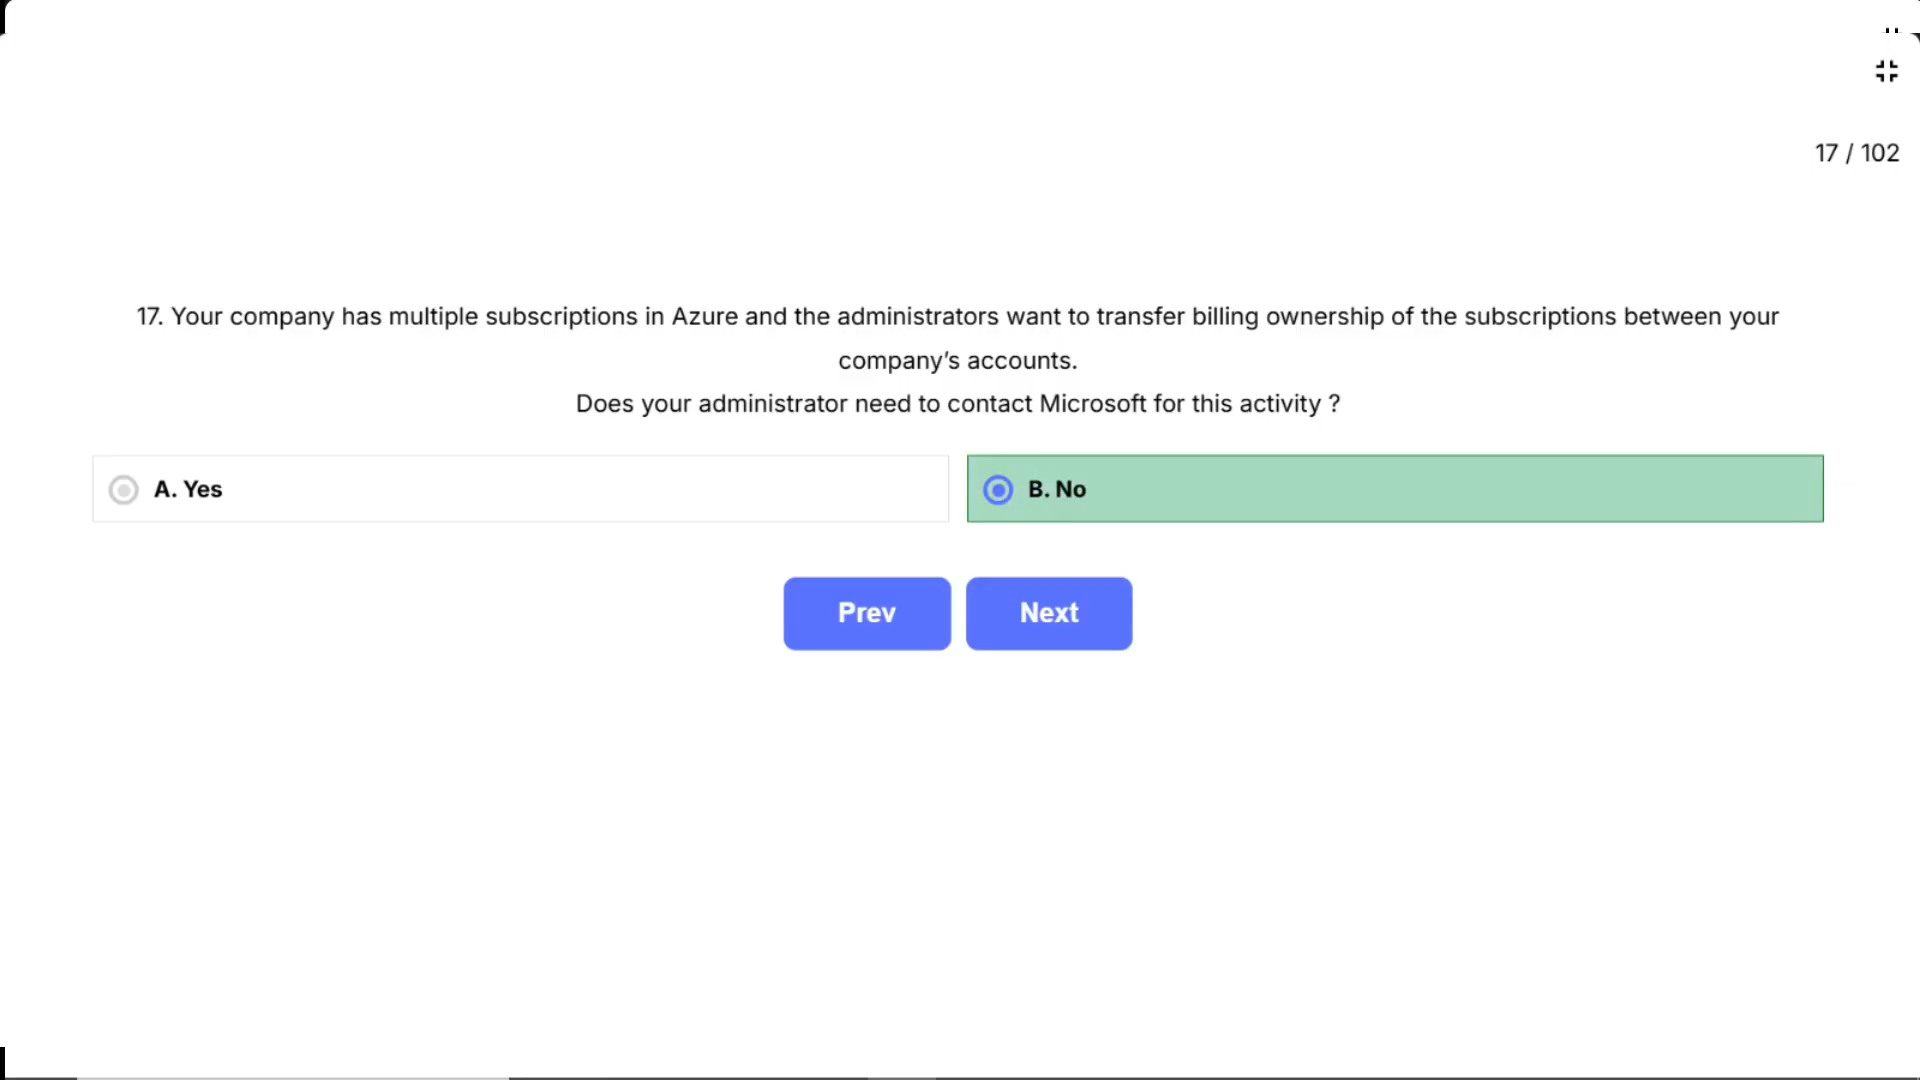 17 / 102
17. Your company has multiple subscriptions in Azure and the administrators want to transfer billing ownership of the subscriptions between your
company’s accounts.
Does your administrator need to contact Microsoft for this activity ?
A. Yes
B. No
Prev
Next